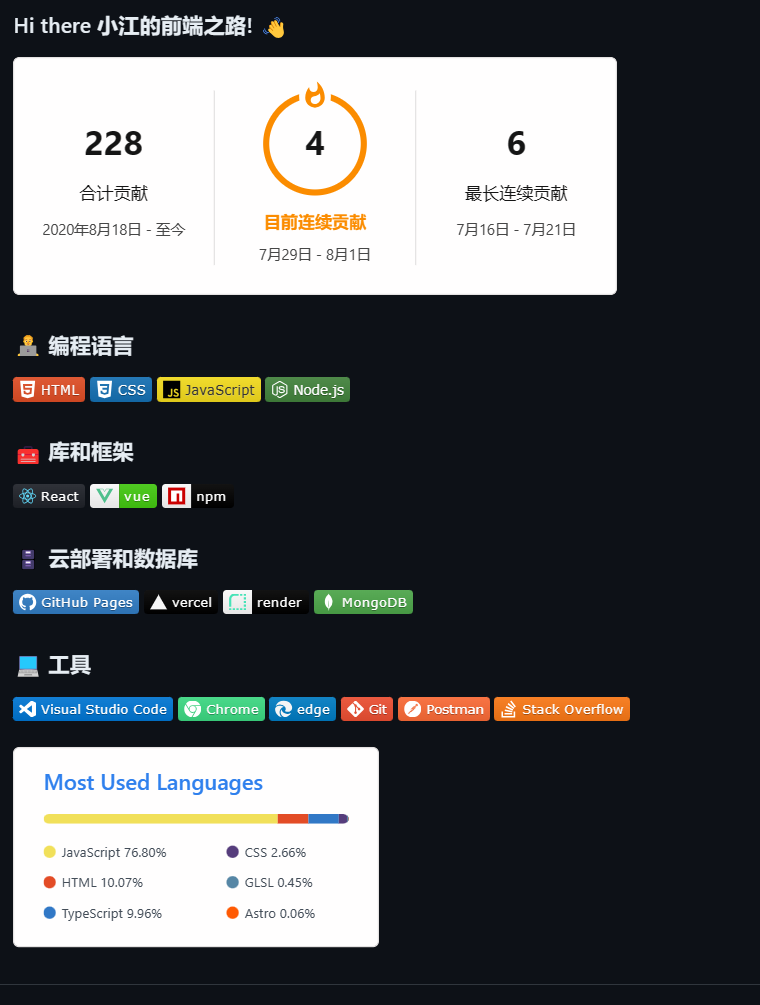 Hi there 小江的前端之路! 👋
228
合计贡献
2020年8月18日 - 至今
4
目前连续贡献
7月29日 - 8月1日
6
最长连续贡献
7月16日 - 7月21日
编程语言
HTML CSS JavaScript Node.js
库和框架
React vue npm
云部署和数据库
GitHub Pages vercel render MongoDB
工具
Visual Studio Code Chrome edge Git Postman Stack Overflow
Most Used Languages
JavaScript 76.80%
HTML 10.07%
TypeScript 9.96%
CSS 2.66%
GLSL 0.45%
Astro 0.06%